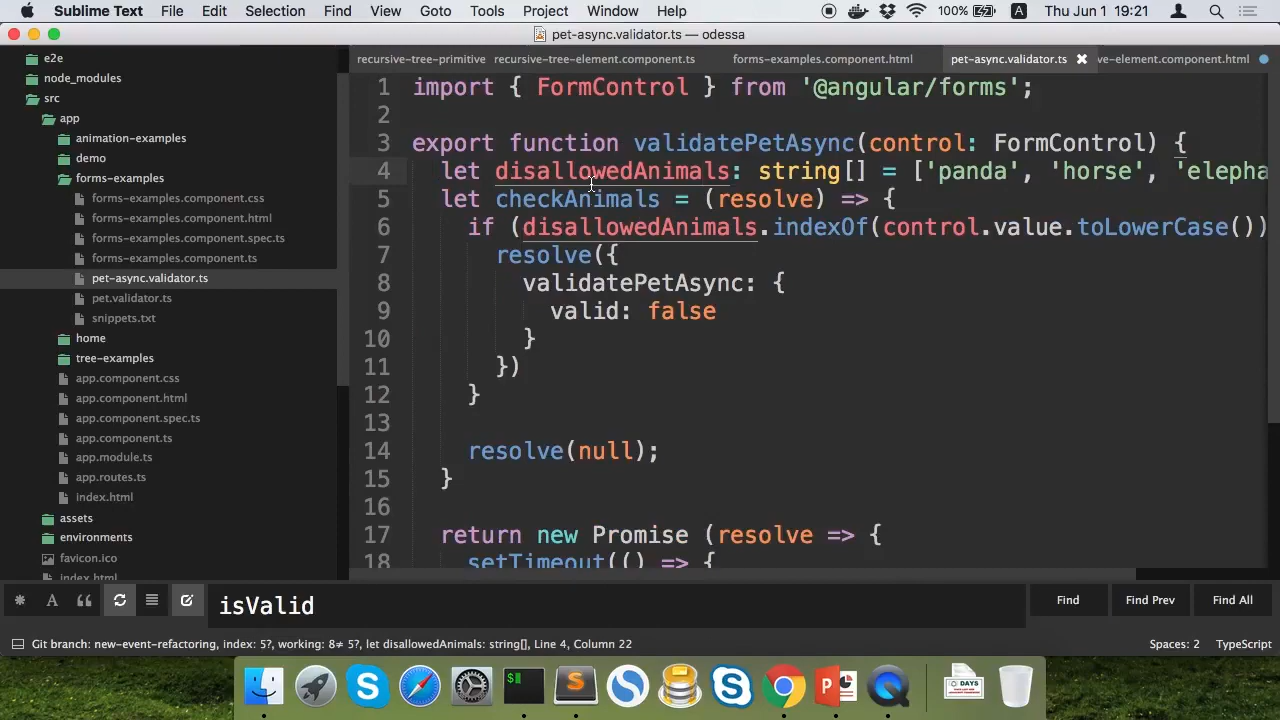 Sublime Text File Edit Selection Find View Goto Tools Project Window Help 100% A Thu Jun 1 19:21
pet-async.validator.ts — odessa
recursive-tree-primitive recursive-tree-element.component.ts forms-examples.component.html pet-async.validator.ts ve-element.component.html
e2e
node_modules
src
app
animation-examples
demo
forms-examples
forms-examples.component.css
forms-examples.component.html
forms-examples.component.spec.ts
forms-examples.component.ts
pet-async.validator.ts
pet.validator.ts
snippets.txt
home
tree-examples
app.component.css
app.component.html
app.component.spec.ts
app.component.ts
app.module.ts
app.routes.ts
index.html
assets
environments
favicon.ico
index.html
1 import { FormControl } from '@angular/forms';
2
3 export function validatePetAsync(control: FormControl) {
4 let disallowedAnimals: string[] = ['panda', 'horse', 'elepha
5 let checkAnimals = (resolve) => {
6 if (disallowedAnimals.indexOf(control.value.toLowerCase())
7 resolve({
8 validatePetAsync: {
9 valid: false
10 }
11 })
12 }
13
14 resolve(null);
15 }
16
17 return new Promise (resolve => {
18 setTimeout(() => {
isValid
Find Find Prev Find All
Git branch: new-event-refactoring, index: 5?, working: 8≠ 5?, let disallowedAnimals: string[], Line 4, Column 22 Spaces: 2 TypeScript
DAYS